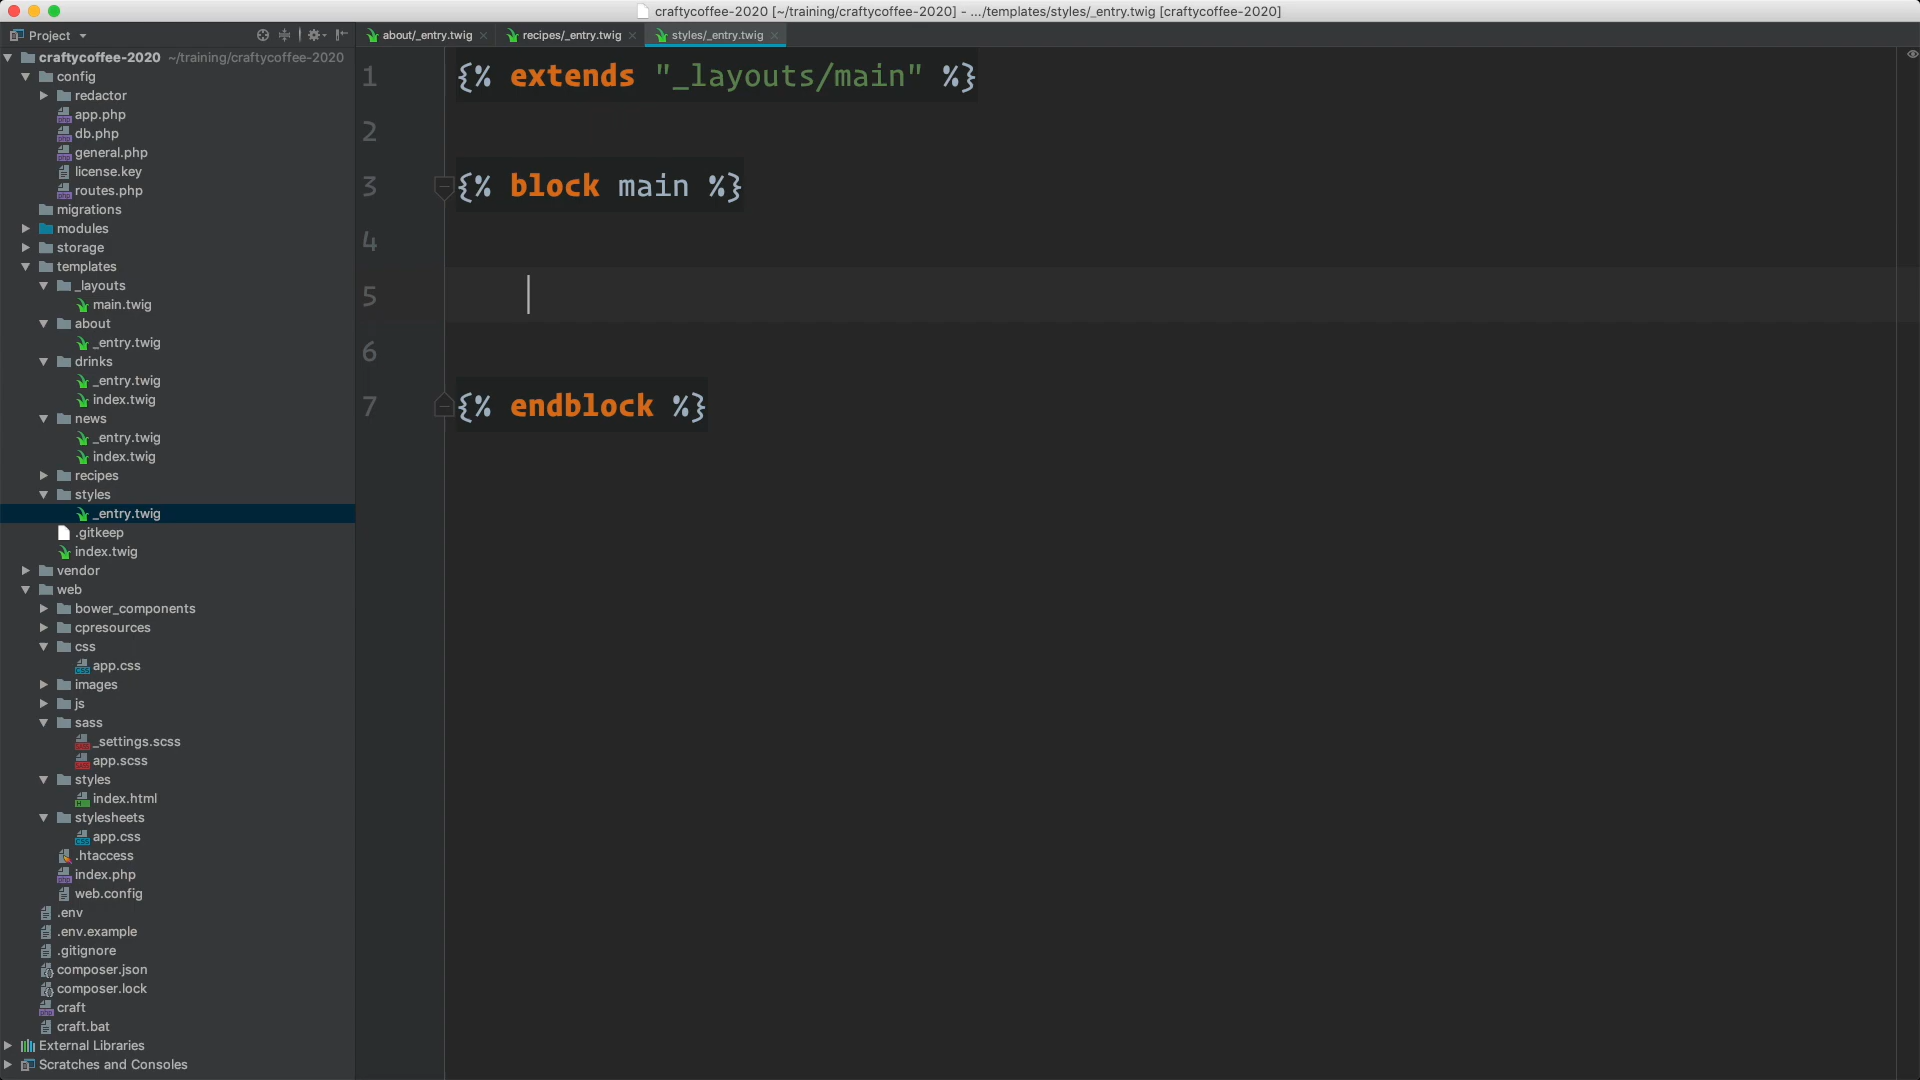 craftycoffee-2020 [~/training/craftycoffee-2020] - .../templates/styles/_entry.twig [craftycoffee-2020]
Project
about/_entry.twig
recipes/_entry.twig
styles/_entry.twig
craftycoffee-2020 ~/training/craftycoffee-2020
config
redactor
app.php
db.php
general.php
license.key
routes.php
migrations
modules
storage
templates
_layouts
main.twig
about
_entry.twig
drinks
_entry.twig
index.twig
news
_entry.twig
index.twig
recipes
styles
_entry.twig
.gitkeep
index.twig
vendor
web
bower_components
cpresources
css
app.css
images
js
sass
_settings.scss
app.scss
styles
index.html
stylesheets
app.css
.htaccess
index.php
web.config
.env
.env.example
.gitignore
composer.json
composer.lock
craft
craft.bat
External Libraries
Scratches and Consoles
1 {% extends "_layouts/main" %}
2
3 {% block main %}
4
5
6
7 {% endblock %}